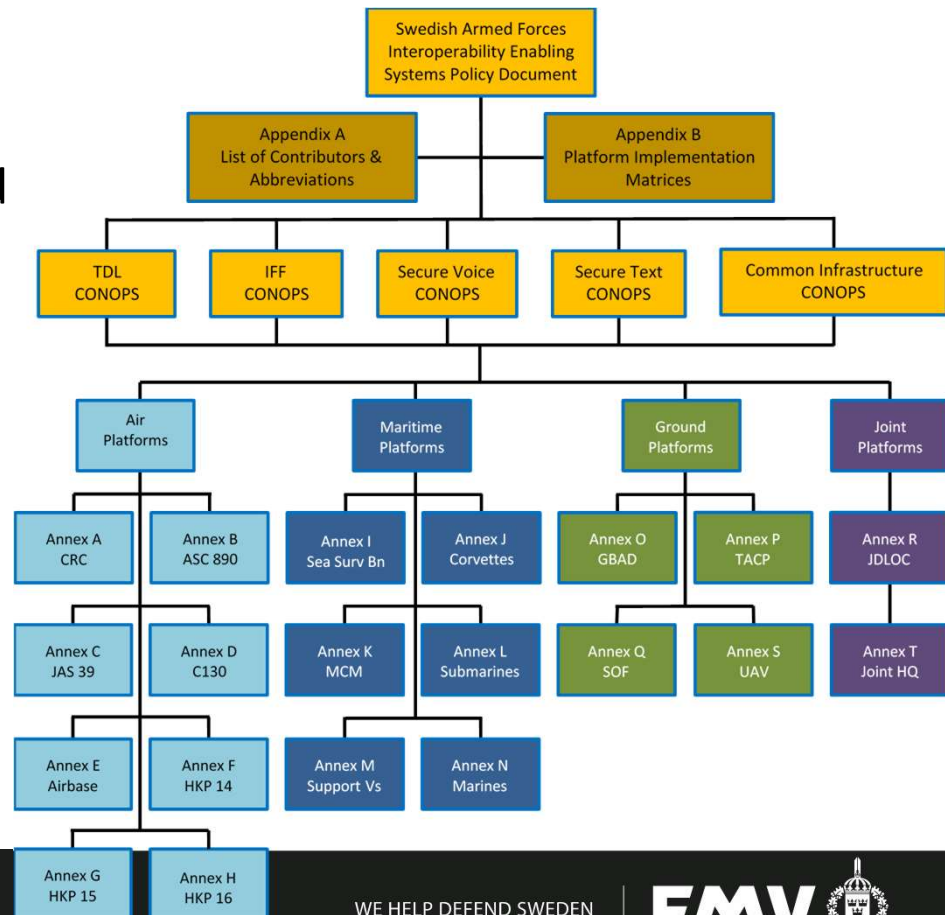 Swedish Armed Forces
Interoperability Enabling
Systems Policy Document
Appendix A
List of Contributors &
Abbreviations
Appendix B
Platform Implementation
Matrices
TDL
CONOPS
IFF
CONOPS
Secure Voice
CONOPS
Secure Text
CONOPS
Common Infrastructure
CONOPS
Air
Platforms
Maritime
Platforms
Ground
Platforms
Joint
Platforms
Annex A
CRC
Annex B
ASC 890
Annex I
Sea Surv Bn
Annex J
Corvettes
Annex O
GBAD
Annex P
TACP
Annex R
JDLOC
Annex C
JAS 39
Annex D
C130
Annex K
MCM
Annex L
Submarines
Annex Q
SOF
Annex S
UAV
Annex T
Joint HQ
Annex E
Airbase
Annex F
HKP 14
Annex M
Support Vs
Annex N
Marines
Annex G
HKP 15
Annex H
HKP 16
WE HELP DEFEND SWEDEN
FMV